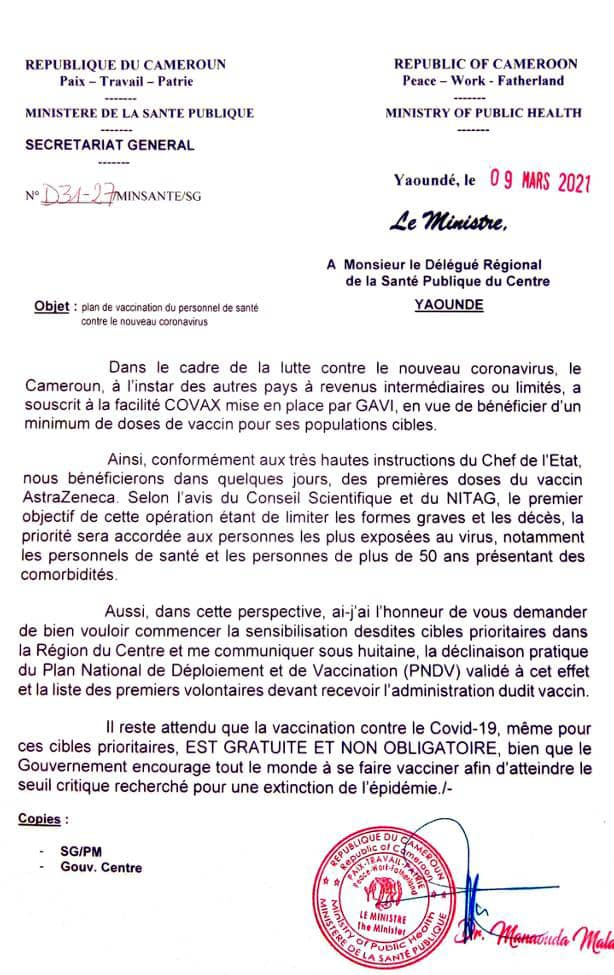 REPUBLIQUE DU CAMEROUN
Paix – Travail – Patrie
-------
MINISTERE DE LA SANTE PUBLIQUE
-------
SECRETARIAT GENERAL
-------
N° D31-27/MINSANTE/SG
REPUBLIC OF CAMEROON
Peace – Work - Fatherland
-------
MINISTRY OF PUBLIC HEALTH
-------
Yaoundé, le 09 MARS 2021
Le Ministre,
A Monsieur le Délégué Régional
de la Santé Publique du Centre
YAOUNDE
Objet : plan de vaccination du personnel de santé
contre le nouveau coronavirus
Dans le cadre de la lutte contre le nouveau coronavirus, le
Cameroun, à l'instar des autres pays à revenus intermédiaires ou limités, a
souscrit à la facilité COVAX mise en place par GAVI, en vue de bénéficier d'un
minimum de doses de vaccin pour ses populations cibles.
Ainsi, conformément aux très hautes instructions du Chef de l'Etat,
nous bénéficierons dans quelques jours, des premières doses du vaccin
AstraZeneca. Selon l'avis du Conseil Scientifique et du NITAG, le premier
objectif de cette opération étant de limiter les formes graves et les décès, la
priorité sera accordée aux personnes les plus exposées au virus, notamment
les personnels de santé et les personnes de plus de 50 ans présentant des
comorbidités.
Aussi, dans cette perspective, ai-j'ai l'honneur de vous demander
de bien vouloir commencer la sensibilisation desdites cibles prioritaires dans
la Région du Centre et me communiquer sous huitaine, la déclinaison pratique
du Plan National de Déploiement et de Vaccination (PNDV) validé à cet effet
et la liste des premiers volontaires devant recevoir l'administration dudit vaccin.
Il reste attendu que la vaccination contre le Covid-19, même pour
ces cibles prioritaires, EST GRATUITE ET NON OBLIGATOIRE, bien que le
Gouvernement encourage tout le monde à se faire vacciner afin d'atteindre le
seuil critique recherché pour une extinction de l'épidémie./-
Copies :
- SG/PM
- Gouv. Centre
REPUBLIQUE DU CAMEROUN
Republic of Cameroon
PAIX-TRAVAIL-PATRIE
Peace-Work-Fatherland
LE MINISTRE
The Minister
Ministry of Public Health
MINISTÈRE DE LA SANTÉ PUBLIQUE
Dr. Manaouda Mala